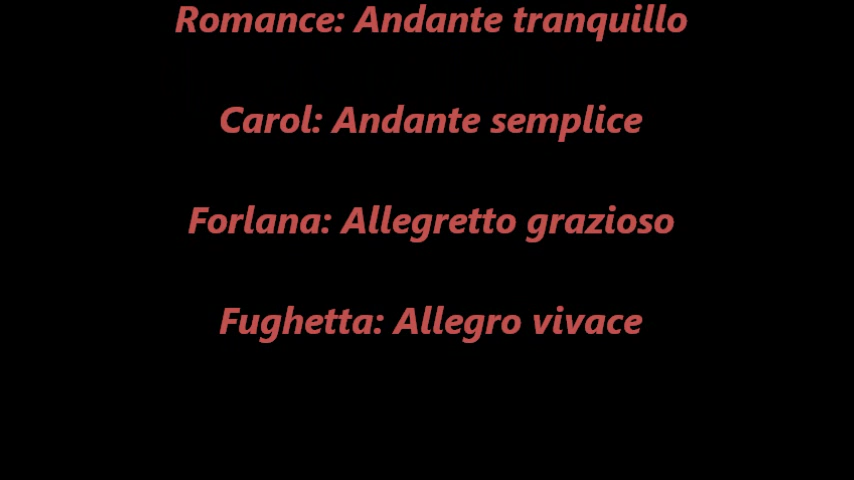 Romance: Andante tranquillo
Carol: Andante semplice
Forlana: Allegretto grazioso
Fughetta: Allegro vivace